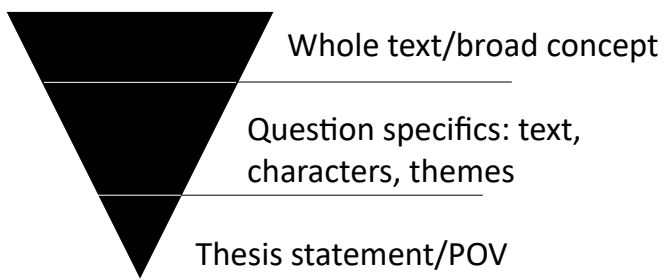 Whole text/broad concept
Question specifics: text,
characters, themes
Thesis statement/POV